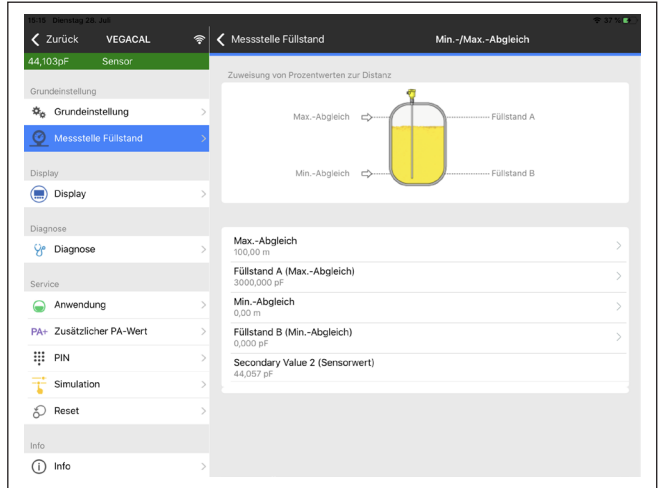 15:15 Dienstag 28. Juli
37 %
Zurück
VEGACAL
Messstelle Füllstand
Min.-/Max.-Abgleich
44,103pF
Sensor
Grundeinstellung
Grundeinstellung
Messstelle Füllstand
Display
Display
Diagnose
Diagnose
Service
Anwendung
PA+ Zusätzlicher PA-Wert
PIN
Simulation
Reset
Info
Info
Zuweisung von Prozentwerten zur Distanz
Max.-Abgleich
Füllstand A
Min.-Abgleich
Füllstand B
Max.-Abgleich
100,00 m
Füllstand A (Max.-Abgleich)
3000,000 pF
Min.-Abgleich
0,00 m
Füllstand B (Min.-Abgleich)
0,000 pF
Secondary Value 2 (Sensorwert)
44,057 pF